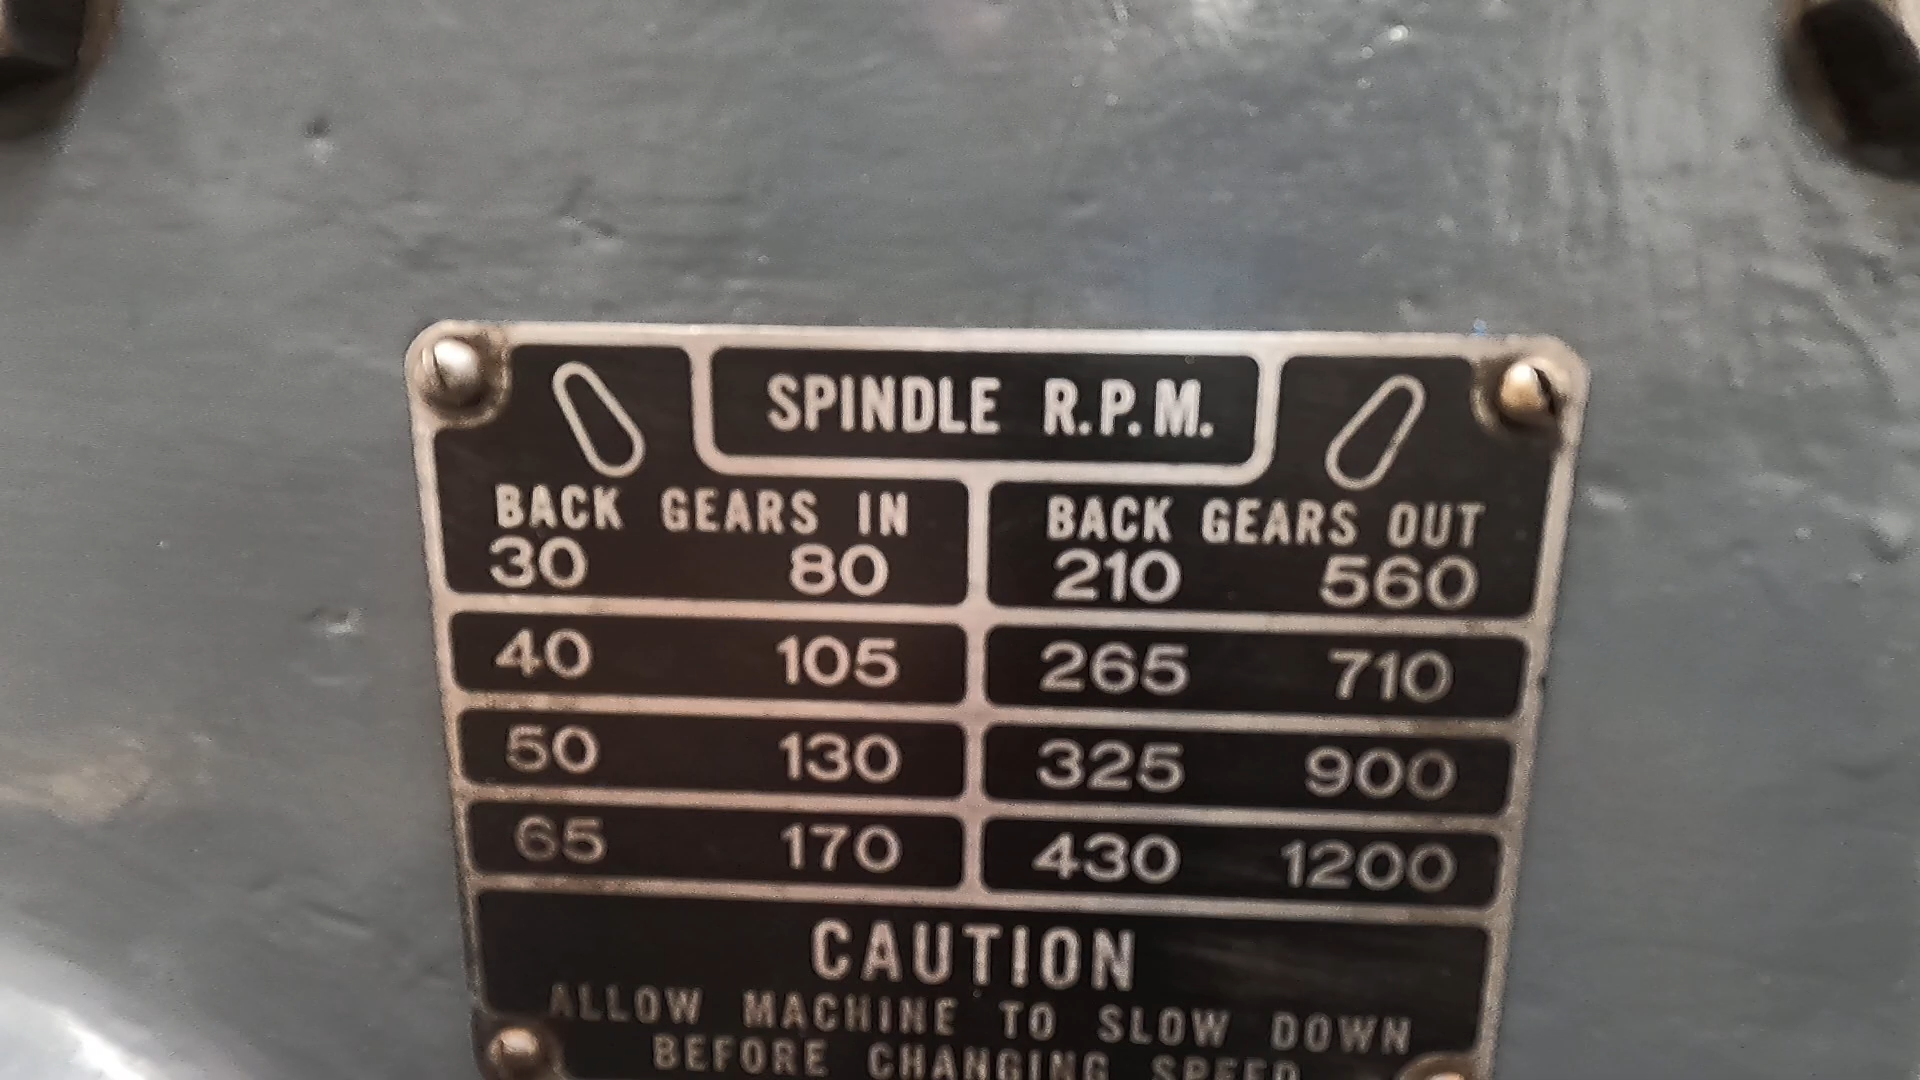 SPINDLE R.P.M.
BACK GEARS IN BACK GEARS OUT
30 80 210 560
40 105 265 710
50 130 325 900
65 170 430 1200
CAUTION
ALLOW MACHINE TO SLOW DOWN
BEFORE CHANGING SPEED